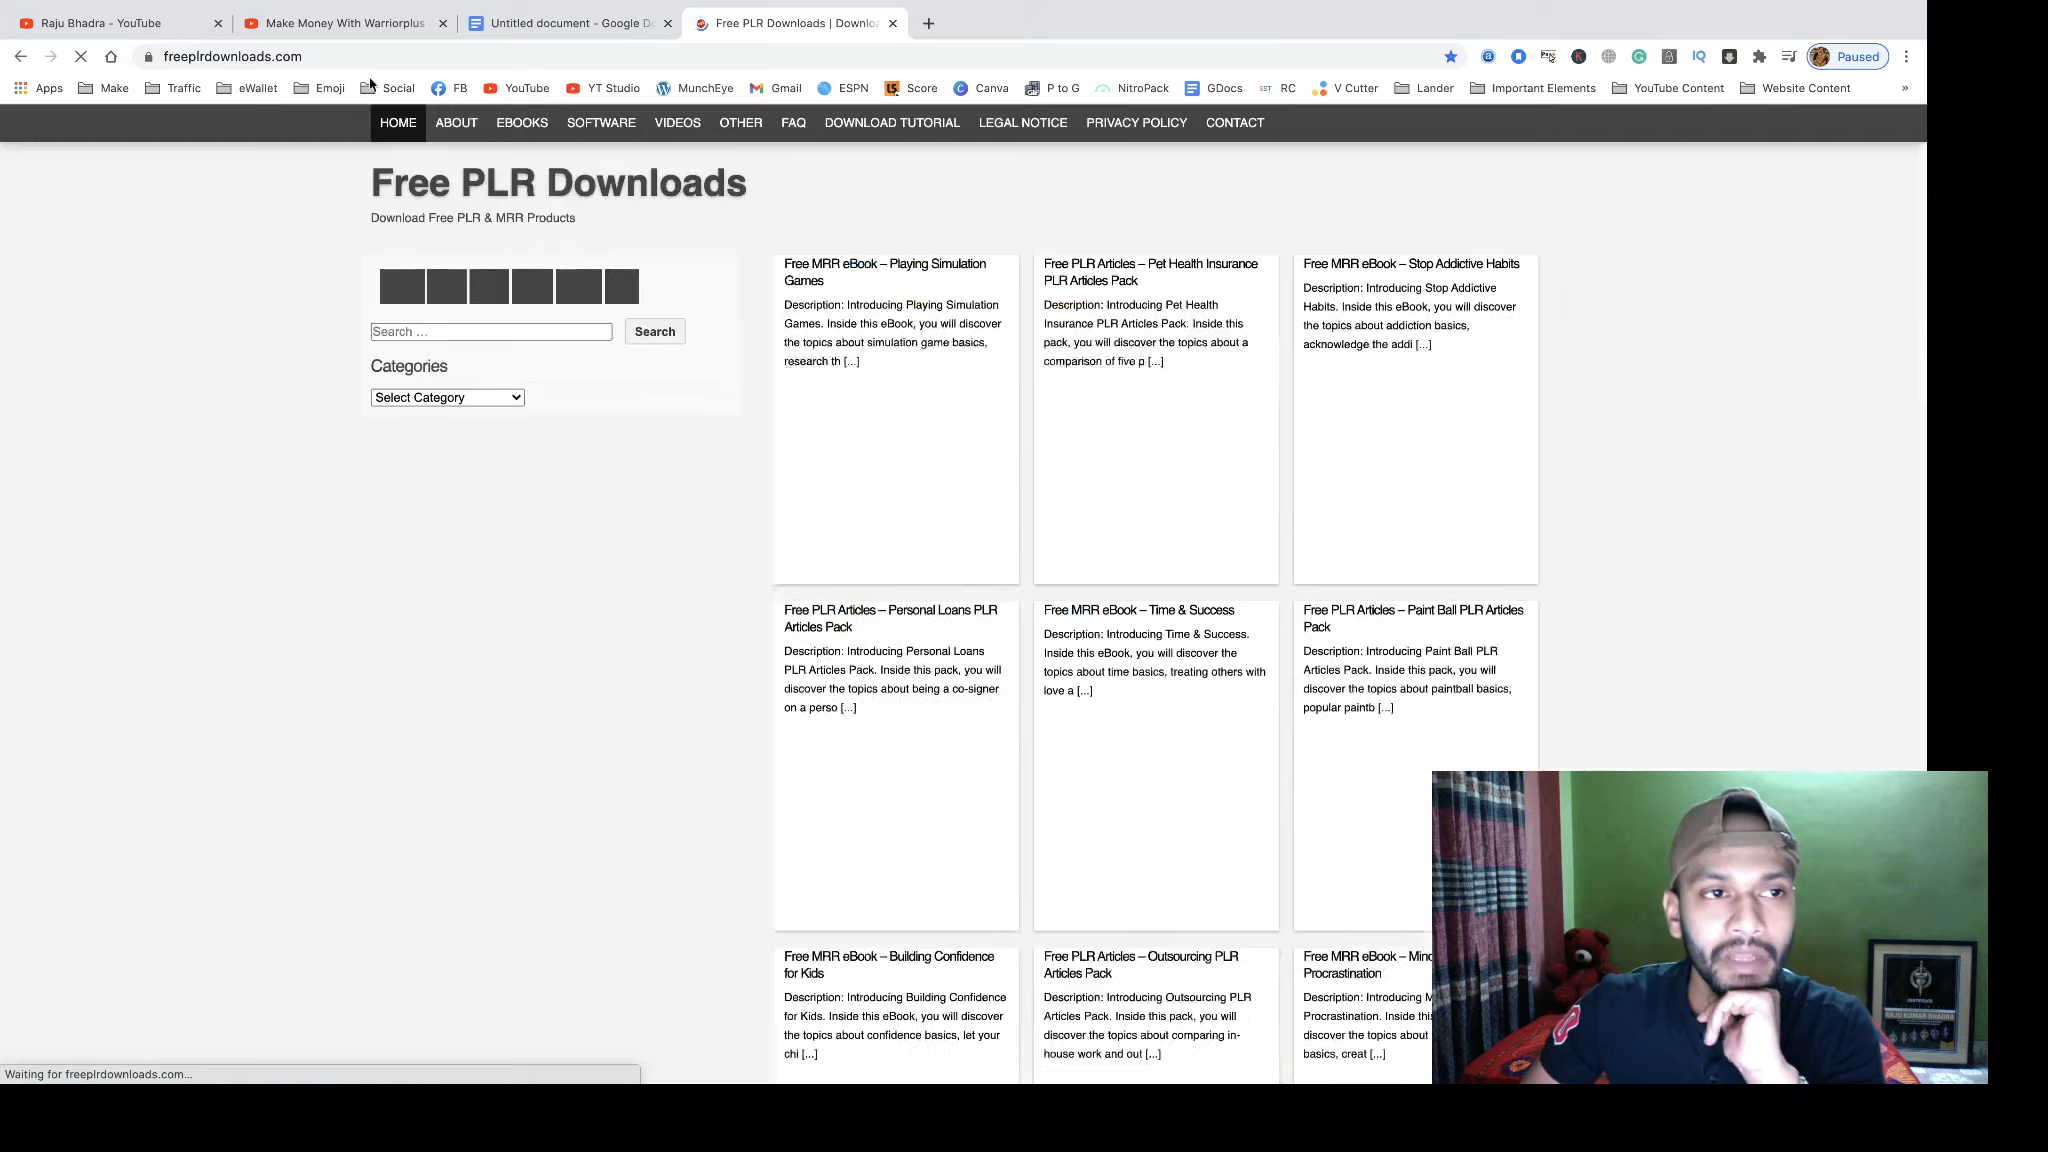 Raju Bhadra - YouTube
Make Money With Warriorplus
Untitled document - Google Do
Free PLR Downloads | Downloa
freeplrdownloads.com
Paused
Apps
Make
Traffic
eWallet
Emoji
Social
FB
YouTube
YT Studio
MunchEye
Gmail
ESPN
Score
Canva
P to G
NitroPack
GDocs
RC
V Cutter
Lander
Important Elements
YouTube Content
Website Content
»
HOME
ABOUT
EBOOKS
SOFTWARE
VIDEOS
OTHER
FAQ
DOWNLOAD TUTORIAL
LEGAL NOTICE
PRIVACY POLICY
CONTACT
Free PLR Downloads
Download Free PLR & MRR Products
Search ...
Search
Categories
Select Category
Free MRR eBook – Playing Simulation
Games
Description: Introducing Playing Simulation
Games. Inside this eBook, you will discover
the topics about simulation game basics,
research th [...]
Free PLR Articles – Pet Health Insurance
PLR Articles Pack
Description: Introducing Pet Health
Insurance PLR Articles Pack. Inside this
pack, you will discover the topics about a
comparison of five p [...]
Free MRR eBook – Stop Addictive Habits
Description: Introducing Stop Addictive
Habits. Inside this eBook, you will discover
the topics about addiction basics,
acknowledge the addi [...]
Free PLR Articles – Personal Loans PLR
Articles Pack
Description: Introducing Personal Loans
PLR Articles Pack. Inside this pack, you will
discover the topics about being a co-signer
on a perso [...]
Free MRR eBook – Time & Success
Description: Introducing Time & Success.
Inside this eBook, you will discover the
topics about time basics, treating others with
love a [...]
Free PLR Articles – Paint Ball PLR Articles
Pack
Description: Introducing Paint Ball PLR
Articles Pack. Inside this pack, you will
discover the topics about paintball basics,
popular paintb [...]
Free MRR eBook – Building Confidence
for Kids
Description: Introducing Building Confidence
for Kids. Inside this eBook, you will discover
the topics about confidence basics, let your
chi [...]
Free PLR Articles – Outsourcing PLR
Articles Pack
Description: Introducing Outsourcing PLR
Articles Pack. Inside this pack, you will
discover the topics about comparing in-
house work and out [...]
Free MRR eBook – Minc
Procrastination
Description: Introducing M
Procrastination. Inside thi
discover the topics about
basics, creat [...]
Waiting for freeplrdownloads.com...
CERTIFICATE
RAJU KUMAR BHADRA